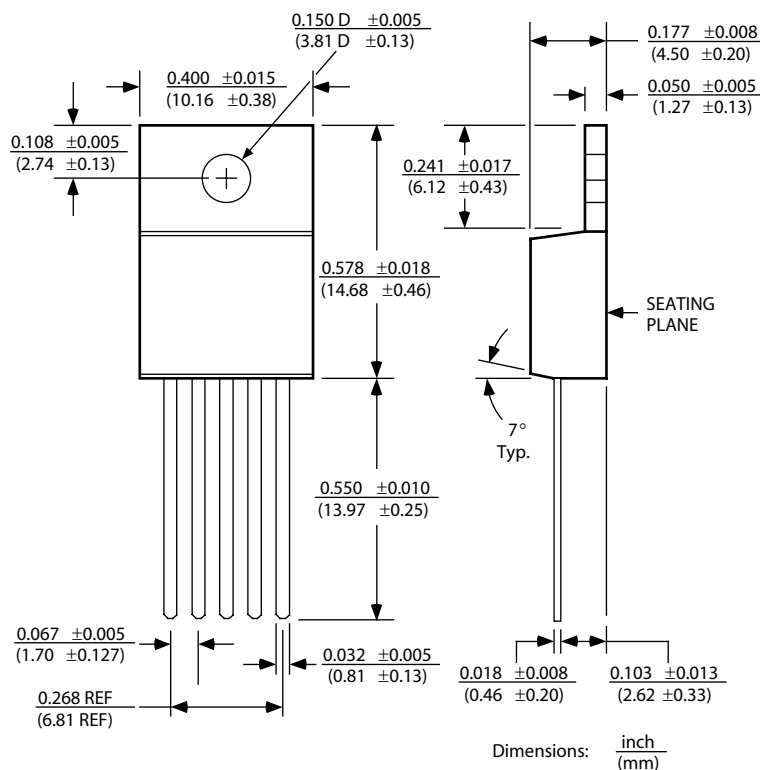 0.150 D ±0.005
(3.81 D ±0.13)
0.177 ±0.008
(4.50 ±0.20)
0.400 ±0.015
(10.16 ±0.38)
0.050 ±0.005
(1.27 ±0.13)
0.108 ±0.005
(2.74 ±0.13)
0.241 ±0.017
(6.12 ±0.43)
0.578 ±0.018
(14.68 ±0.46)
SEATING
PLANE
7°
Typ.
0.550 ±0.010
(13.97 ±0.25)
0.067 ±0.005
(1.70 ±0.127)
0.032 ±0.005
(0.81 ±0.13)
0.018 ±0.008
(0.46 ±0.20)
0.103 ±0.013
(2.62 ±0.33)
0.268 REF
(6.81 REF)
Dimensions: inch
(mm)